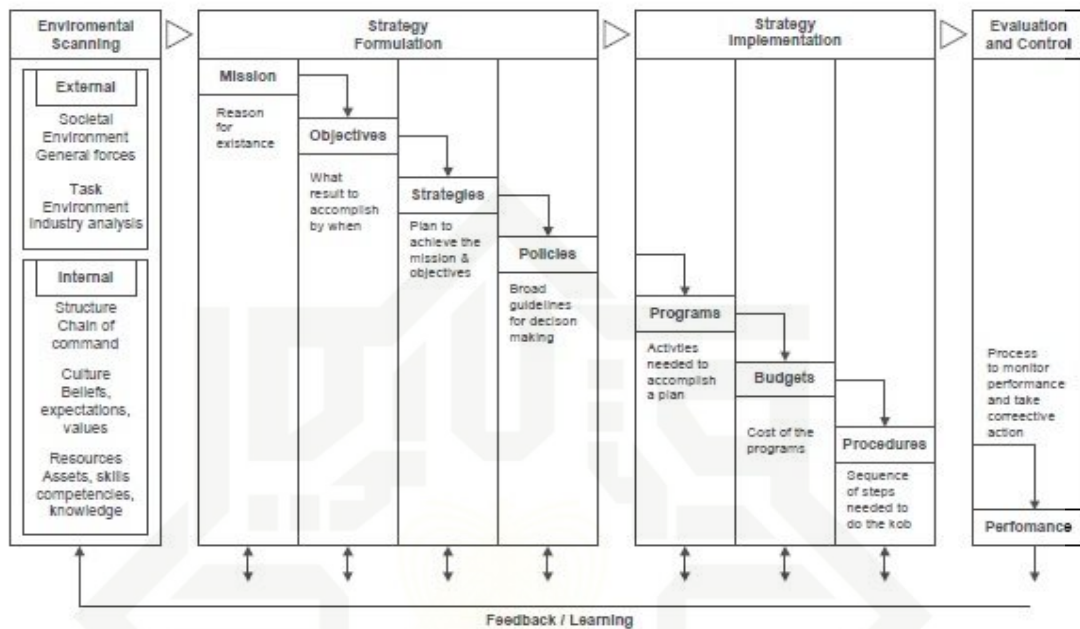 Enviromental
Scanning
External
Societal
Environment
General forces
Task
Environment
Industry analysis
Internal
Structure
Chain of
command
Culture
Beliefs,
expectations,
values
Resources
Assets, skills
competencies,
knowledge
Strategy
Formulation
Mission
Reason
for
existance
Objectives
What
result to
accomplish
by when
Strategies
Plan to
achieve the
mission &
objectives
Policies
Broad
guidelines
for decison
making
Strategy
Implementation
Programs
Activties
needed to
accomplish
a plan
Budgets
Cost of the
programs
Procedures
Sequence
of steps
needed to
do the kob
Evaluation
and Control
Process
to monitor
performance
and take
correective
action
Perfomance
Feedback / Learning